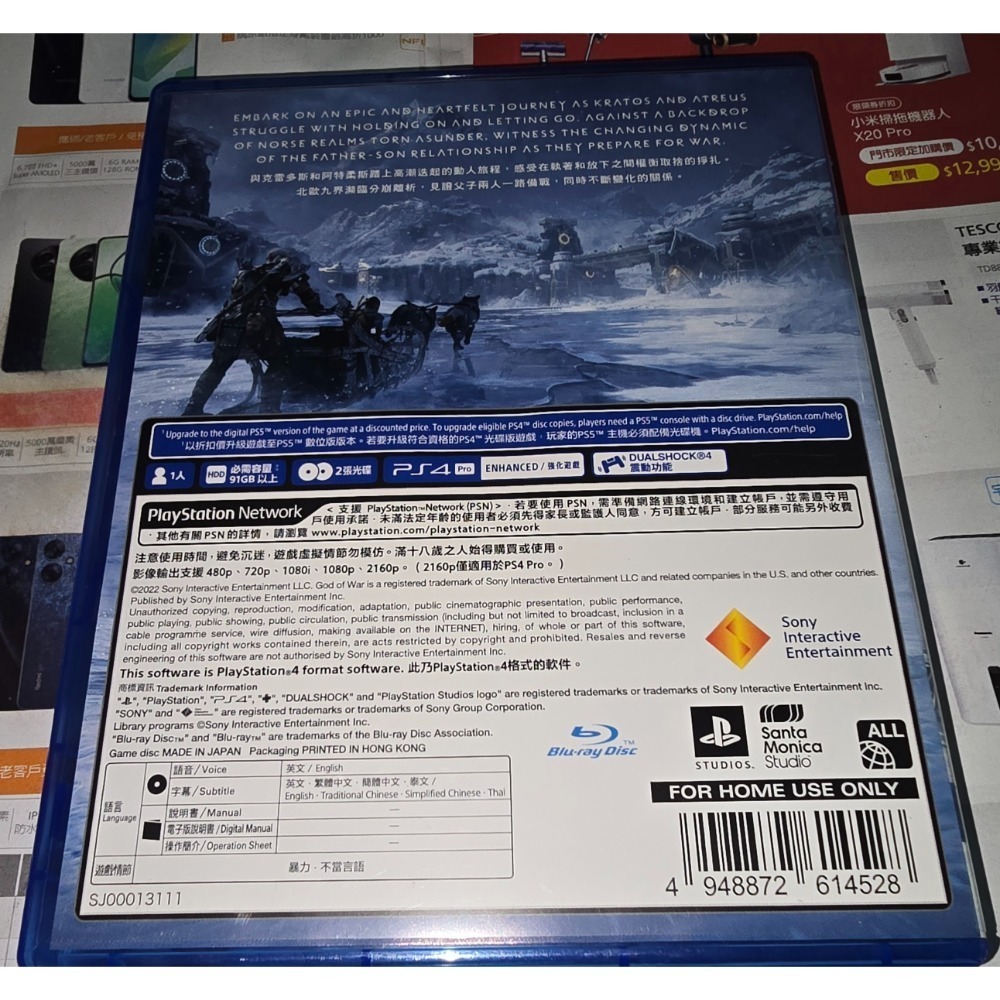 NFL
EMBARK ON AN EPIC AND HEARTFELT JOURNEY AS KRATOS AND ATREUS
STRUGGLE WITH HOLDING ON AND LETTING GO. AGAINST A BACKDROP
OF NORSE REALMS TORN ASUNDER, WITNESS THE CHANGING DYNAMIC
OF THE FATHER-SON RELATIONSHIP AS THEY PREPARE FOR WAR.
與克雷多斯和阿特柔斯踏上高潮迭起的動人旅程，感受在執著和放下之間權衡取捨的掙扎。
北歐九界瀕臨分崩離析，見證父子兩人一路備戰，同時不斷變化的關係。
限領券折扣
小米掃拖機器人
X20 Pro
門市限定加購價 $10,
售價 $12,99
TESCO
專業
5000萬
三主鏡頭
¹Upgrade to the digital PS5™ version of the game at a discounted price. To upgrade eligible PS4™ disc copies, players need a PS5™ console with a disc drive. PlayStation.com/help
¹以折扣價升級遊戲至PS5™ 數位版版本。若要升級符合資格的PS4™ 光碟版遊戲，玩家的PS5™ 主機必須配備光碟機。PlayStation.com/help
1人
HDD 必需容量：
91GB 以上
2張光碟
PS4 Pro ENHANCED / 強化遊戲
DUALSHOCK®4
震動功能
PlayStation Network
< 支援 PlayStation™Network (PSN) >．若要使用 PSN，需準備網路連線環境和建立帳戶，並需遵守用
戶使用承諾．未滿法定年齡的使用者必須先得家長或監護人同意，方可建立帳戶．部分服務可能另外收費
．其他有關 PSN 的詳情，請瀏覽 www.playstation.com/playstation-network
注意使用時間，避免沉迷，遊戲虛擬情節勿模仿。滿十八歲之人始得購買或使用。
影像輸出支援 480p、720p、1080i、1080p、2160p。（2160p僅適用於PS4 Pro。）
©2022 Sony Interactive Entertainment LLC. God of War is a registered trademark of Sony Interactive Entertainment LLC and related companies in the U.S. and other countries.
Published by Sony Interactive Entertainment Inc.
Unauthorized copying, reproduction, modification, adaptation, public cinematographic presentation, public performance,
public playing, public showing, public circulation, public transmission (including but not limited to broadcast, inclusion in a
cable programme service, wire diffusion, making available on the INTERNET), hiring, of whole or part of this software,
including all copyright works contained therein, are acts restricted by copyright and prohibited. Resales and reverse
engineering of this software are not authorised by Sony Interactive Entertainment Inc.
Sony
Interactive
Entertainment
This software is PlayStation®4 format software. 此乃PlayStation®4格式的軟件。
商標資訊 Trademark Information
"", "PlayStation", "PS4", "", "DUALSHOCK" and "PlayStation Studios logo" are registered trademarks or trademarks of Sony Interactive Entertainment Inc.
"SONY" and "" are registered trademarks or trademarks of Sony Group Corporation.
Library programs ©Sony Interactive Entertainment Inc.
"Blu-ray Disc™" and "Blu-ray™" are trademarks of the Blu-ray Disc Association.
Game disc MADE IN JAPAN Packaging PRINTED IN HONG KONG
語言
Language
語音 / Voice 英文 / English
字幕 / Subtitle 英文．繁體中文．簡體中文．泰文 /
English · Traditional Chinese · Simplified Chinese · Thai
說明書 / Manual —
電子版說明書 / Digital Manual —
操作簡介 / Operation Sheet —
遊戲情節 暴力．不當言語
SJ00013111
Blu-ray Disc
STUDIOS.
Santa
Monica
Studio
ALL
FOR HOME USE ONLY
4 948872 614528